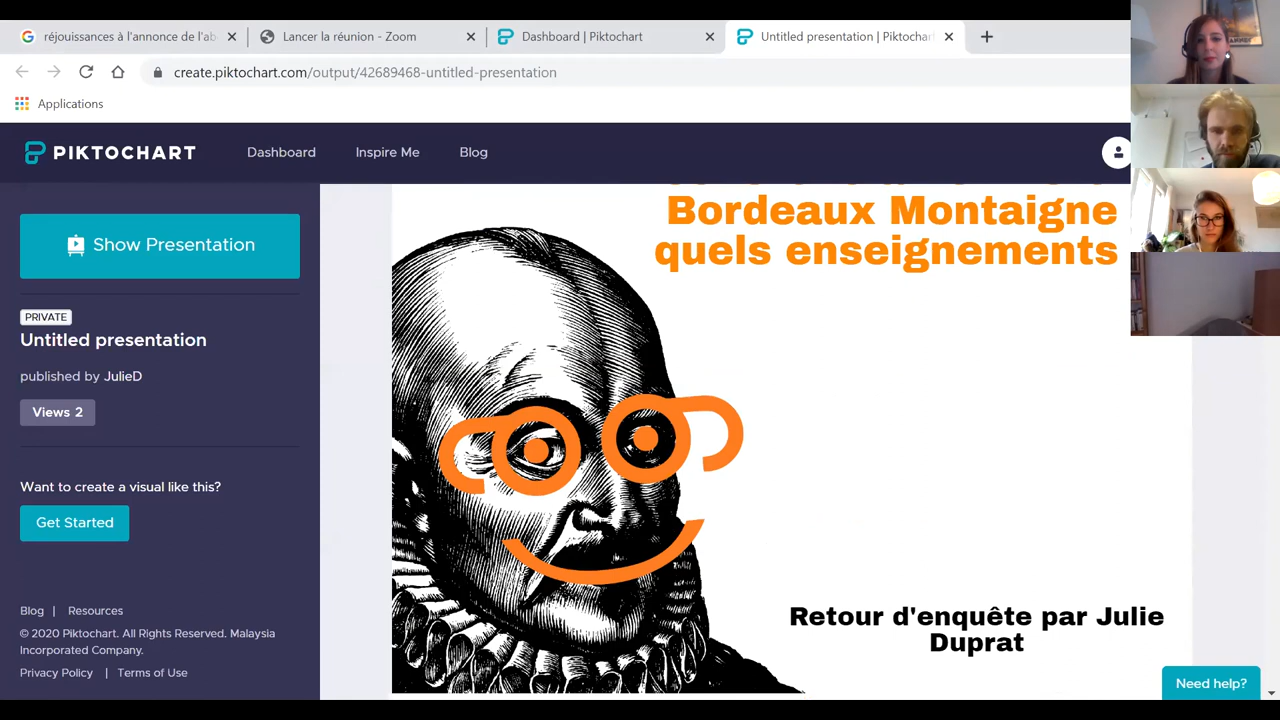 réjouissances à l'annonce de l'ab
Lancer la réunion - Zoom
Dashboard | Piktochart
Untitled presentation | Piktochar
create.piktochart.com/output/42689468-untitled-presentation
Applications
PIKTOCHART
Dashboard
Inspire Me
Blog
Show Presentation
PRIVATE
Untitled presentation
published by JulieD
Views 2
Want to create a visual like this?
Get Started
Blog | Resources
© 2020 Piktochart. All Rights Reserved. Malaysia
Incorporated Company.
Privacy Policy | Terms of Use
Bordeaux Montaigne
quels enseignements
Retour d'enquête par Julie
Duprat
Need help?